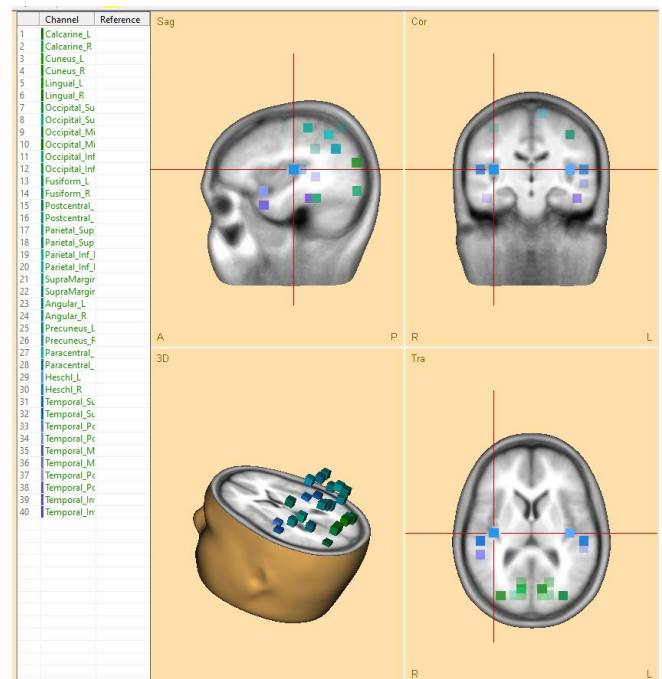 Channel Reference
1 Calcarine_L
2 Calcarine_R
3 Cuneus_L
4 Cuneus_R
5 Lingual_L
6 Lingual_R
7 Occipital_Su
8 Occipital_Su
9 Occipital_Mi
10 Occipital_Mi
11 Occipital_Inf
12 Occipital_Inf
13 Fusiform_L
14 Fusiform_R
15 Postcentral_
16 Postcentral_
17 Parietal_Sup
18 Parietal_Sup
19 Parietal_Inf_l
20 Parietal_Inf_l
21 SupraMargir
22 SupraMargir
23 Angular_L
24 Angular_R
25 Precuneus_L
26 Precuneus_R
27 Paracentral_
28 Paracentral_
29 Heschl_L
30 Heschl_R
31 Temporal_Su
32 Temporal_Su
33 Temporal_Po
34 Temporal_Po
35 Temporal_M
36 Temporal_M
37 Temporal_Po
38 Temporal_Po
39 Temporal_In
40 Temporal_In
Sag
A P
Cor
R L
3D
Tra
R L